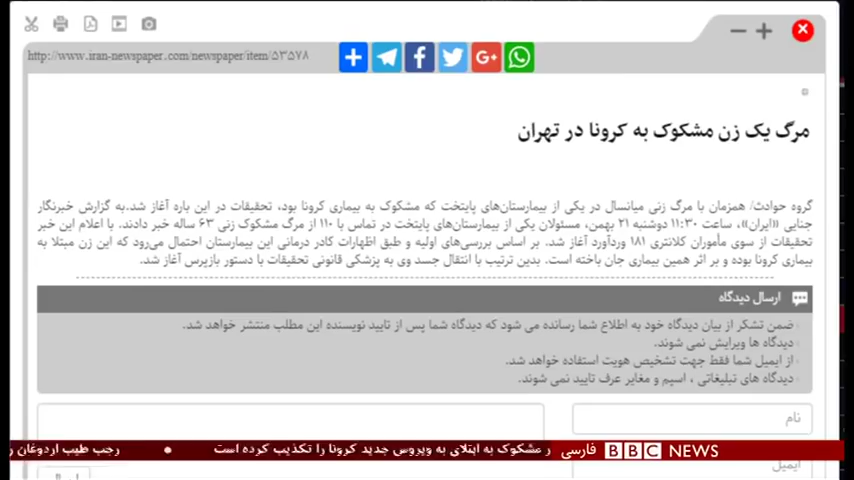 http://www.iran-newspaper.com/newspaper/item/۵۳۵۷۸
مرگ یک زن مشکوک به کرونا در تهران
گروه حوادث/ همزمان با مرگ زنی میانسال در یکی از بیمارستان‌های پایتخت که مشکوک به بیماری کرونا بود، تحقیقات در این باره آغاز شد.به گزارش خبرنگار
جنایی «ایران»، ساعت ۱۱:۳۰ دوشنبه ۲۱ بهمن، مسئولان یکی از بیمارستان‌های پایتخت در تماس با ۱۱۰ از مرگ مشکوک زنی ۶۳ ساله خبر دادند. با اعلام این خبر
تحقیقات از سوی مأموران کلانتری ۱۸۱ وردآورد آغاز شد. بر اساس بررسی‌های اولیه و طبق اظهارات کادر درمانی این بیمارستان احتمال می‌رود که این زن مبتلا به
بیماری کرونا بوده و بر اثر همین بیماری جان باخته است. بدین ترتیب با انتقال جسد وی به پزشکی قانونی تحقیقات با دستور بازپرس آغاز شد.
ارسال دیدگاه
ضمن تشکر از بیان دیدگاه خود به اطلاع شما رسانده می شود که دیدگاه شما پس از تایید نویسنده این مطلب منتشر خواهد شد.
دیدگاه ها ویرایش نمی شوند.
از ایمیل شما فقط جهت تشخیص هویت استفاده خواهد شد.
دیدگاه های تبلیغاتی ، اسپم و مغایر عرف تایید نمی شوند.
نام
BBC NEWS فارسی
مشکوک به ابتلای به ویروس جدید کرونا را تکذیب کرده است • رجب طیب اردوغان
ایمیل